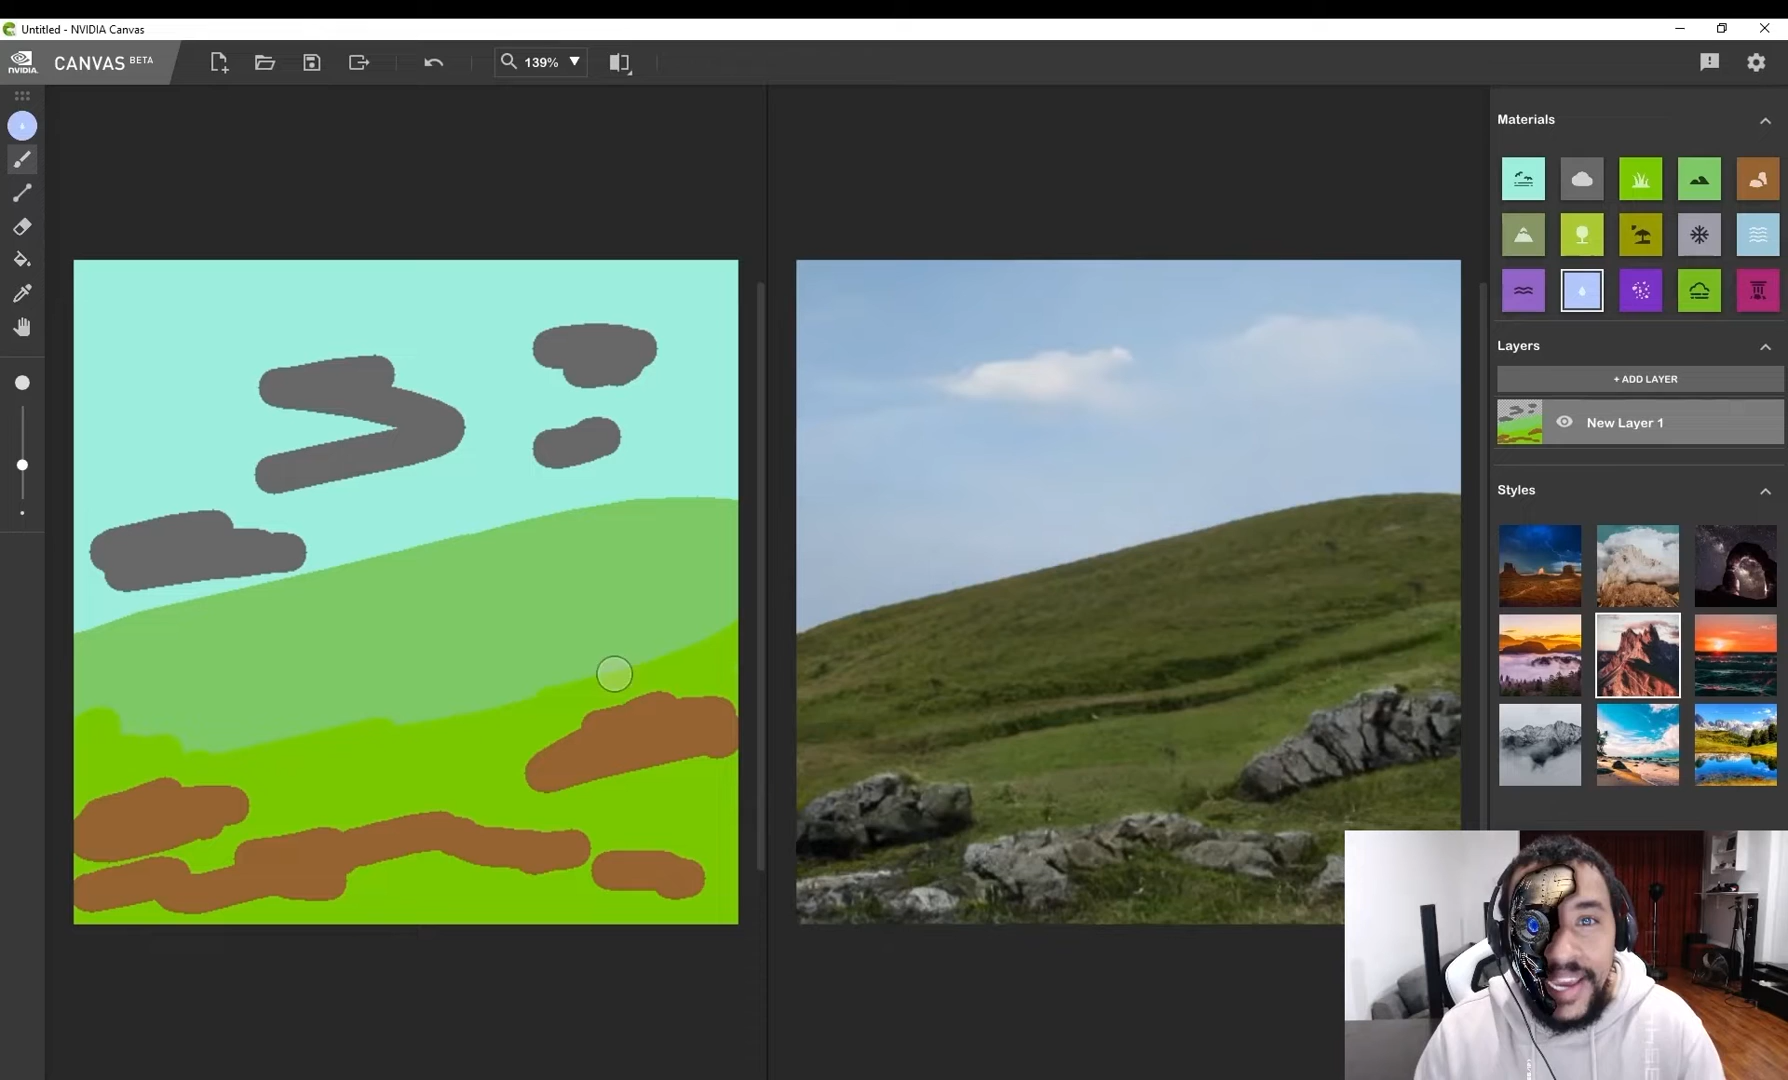 Untitled - NVIDIA Canvas
NVIDIA. CANVAS BETA
139%
Materials
Layers
+ ADD LAYER
New Layer 1
Styles